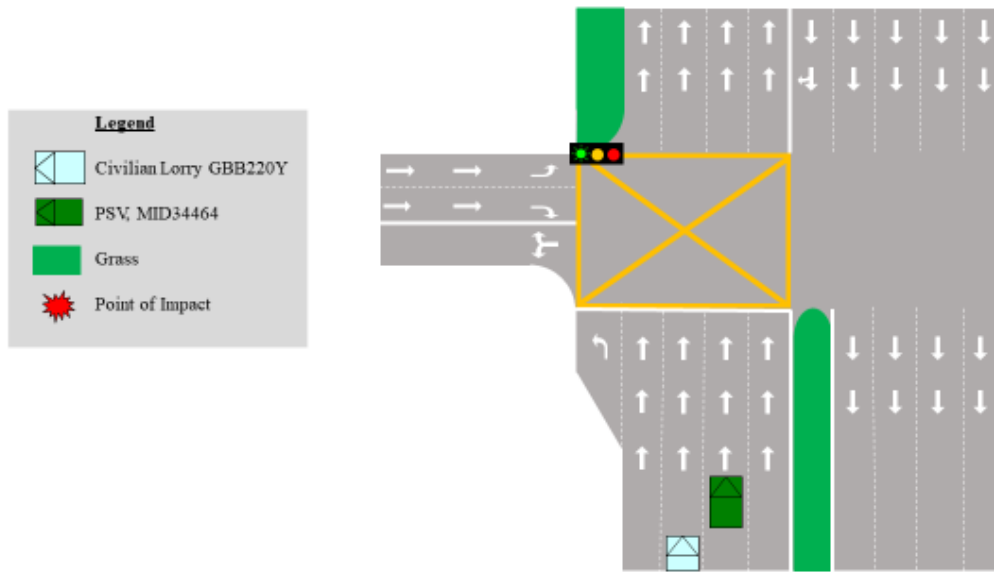 Legend
Civilian Lorry GBB220Y
PSV, MID34464
Grass
Point of Impact